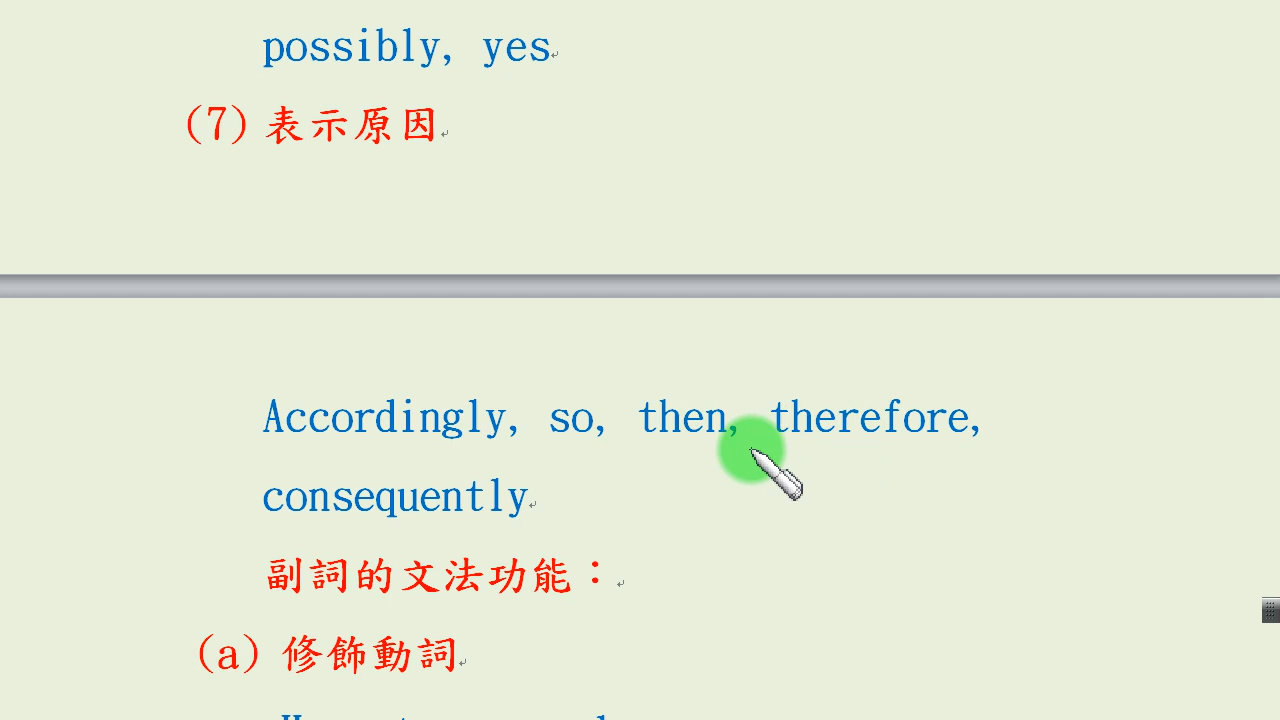 possibly, yes
(7) 表示原因
Accordingly, so, then, therefore,
consequently
副詞的文法功能：
(a) 修飾動詞